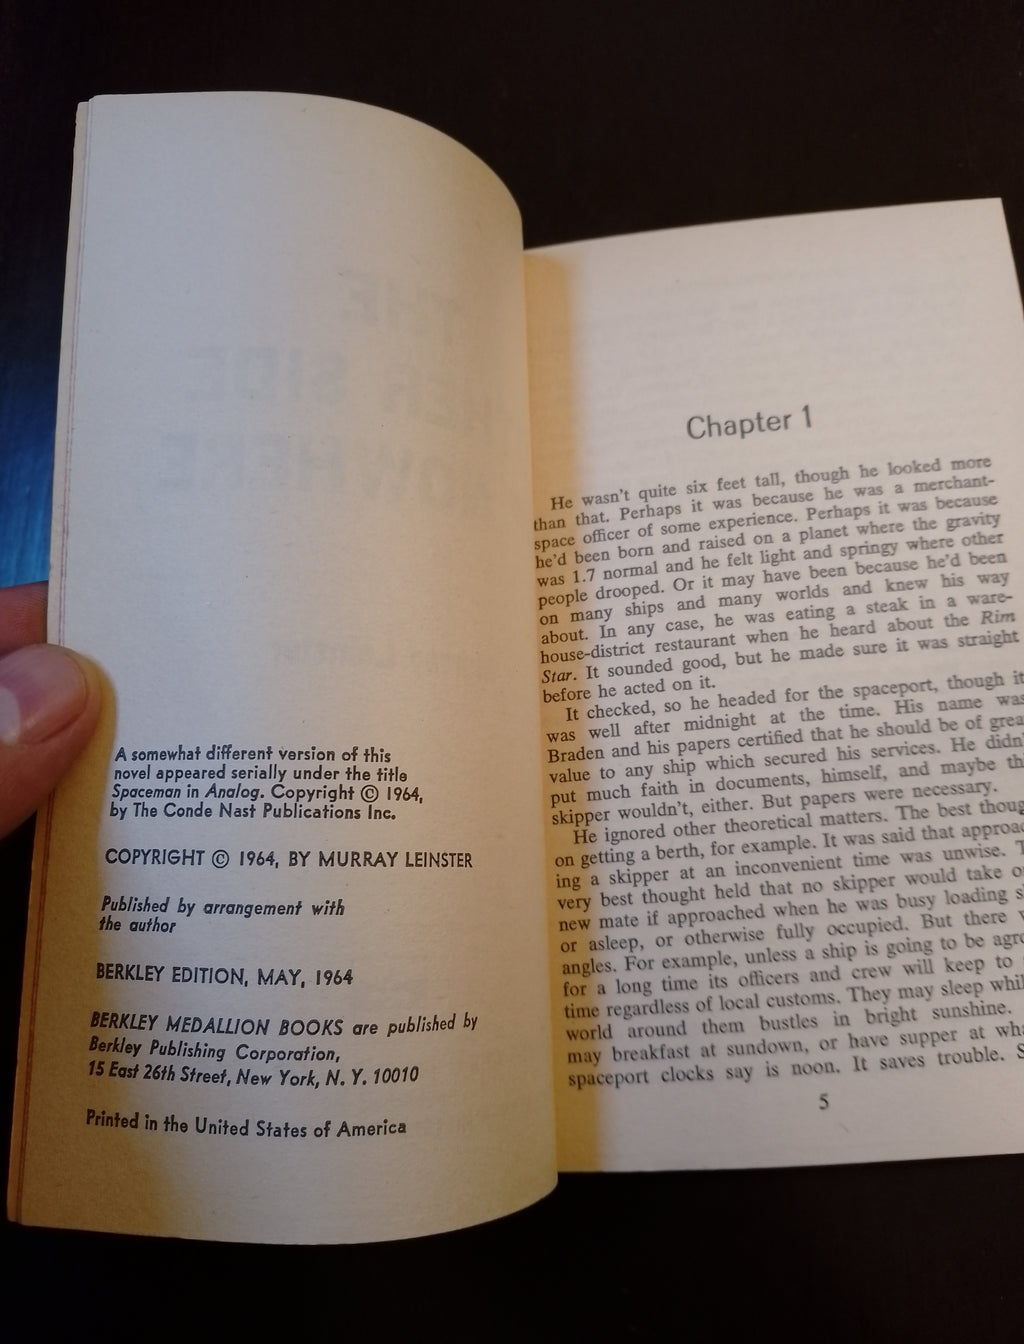 A somewhat different version of this
novel appeared serially under the title
Spaceman in Analog. Copyright © 1964,
by The Conde Nast Publications Inc.
COPYRIGHT © 1964, BY MURRAY LEINSTER
Published by arrangement with
the author
BERKLEY EDITION, MAY, 1964
BERKLEY MEDALLION BOOKS are published by
Berkley Publishing Corporation,
15 East 26th Street, New York, N. Y. 10010
Printed in the United States of America
Chapter 1
He wasn't quite six feet tall, though he looked more
than that. Perhaps it was because he was a merchant-
space officer of some experience. Perhaps it was because
he'd been born and raised on a planet where the gravity
was 1.7 normal and he felt light and springy where other
people drooped. Or it may have been because he'd been
on many ships and many worlds and knew his way
about. In any case, he was eating a steak in a ware-
house-district restaurant when he heard about the Rim
Star. It sounded good, but he made sure it was straight
before he acted on it.
It checked, so he headed for the spaceport, though it
was well after midnight at the time. His name was
Braden and his papers certified that he should be of grea
value to any ship which secured his services. He didn'
put much faith in documents, himself, and maybe th
skipper wouldn't, either. But papers were necessary.
He ignored other theoretical matters. The best thoug
on getting a berth, for example. It was said that approac
ing a skipper at an inconvenient time was unwise. T
very best thought held that no skipper would take o
new mate if approached when he was busy loading s
or asleep, or otherwise fully occupied. But there
angles. For example, unless a ship is going to be agro
for a long time its officers and crew will keep to
time regardless of local customs. They may sleep whil
world around them bustles in bright sunshine.
may breakfast at sundown, or have supper at wha
spaceport clocks say is noon. It saves trouble. S
5